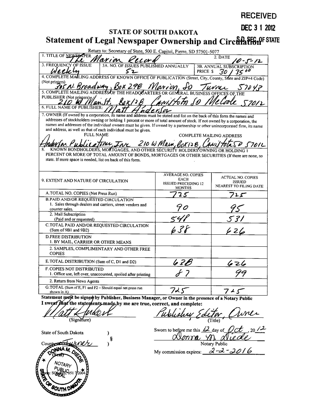 RECEIVED
DEC 31 2012
S.D. SEC. OF STATE
STATE OF SOUTH DAKOTA
Statement of Legal Newspaper Ownership and Circulation
Return to: Secretary of State, 500 E. Capitol, Pierre, SD 57501-5077
1. TITLE OF NEWSPAPER
The Marion Record
2. DATE
10-5-12
3. FREQUENCY OF ISSUE
Weekly
3A. NO. OF ISSUES PUBLISHED ANNUALLY
52
3B. ANNUAL SUBSCRIPTION
PRICE $
4. COMPLETE MAILING ADDRESS OF KNOWN OFFICE OF PUBLICATION (Street, City, County, State and ZIP+4 Code)
(Not printers)
Broadway, Box 298 Marion, SD Turner 57043
5. COMPLETE MAILING ADDRESS OF THE HEADQUARTERS OR GENERAL BUSINESS OFFICES OF THE
PUBLISHER (Not printers)
210 W Main St. Box 12B, Canistota SD McCook 57012
6. FULL NAME OF PUBLISHER:
Matt Anderson
7. OWNER (If owned by a corporation, its name and address must be stated and also on the back of this form the names and
addresses of stockholders owning or holding 1 percent or more of total amount of stock. If not owned by a corporation, the
names and addresses of the individual owners must be given. If owned by a partnership or other unincorporated firm, its name
and address, as well as that of each individual must be given.
FULL NAME
COMPLETE MAILING ADDRESS
Anderson Publications Inc. 210 W Main, Box 12B, Canistota SD 57012
8. KNOWN BONDHOLDERS, MORTGAGEES, AND OTHER SECURITY HOLDERS OWNING OR HOLDING 1
PERCENT OR MORE OF TOTAL AMOUNT OF BONDS, MORTGAGES OR OTHER SECURITIES (If there are none, so
state. If more space is needed, list on back of this form.
9. EXTENT AND NATURE OF CIRCULATION
AVERAGE NO. COPIES
EACH
ISSUED PRECEDING 12
MONTHS
ACTUAL NO. COPIES
ISSUED
NEAREST TO FILING DATE
A. TOTAL NO. COPIES (Net Press Run)
725
725
B. PAID AND/OR REQUESTED CIRCULATION
1. Sales through dealers and carriers, street vendors and
counter sales.
90
95
2. Mail Subscription
(Paid and or requested)
548
531
C. TOTAL PAID AND/OR REQUESTED CIRCULATION
(Sum of 9B1 and 9B2)
638
626
D. FREE DISTRIBUTION
1. BY MAIL, CARRIER OR OTHER MEANS
2. SAMPLES, COMPLIMENTARY AND OTHER FREE
COPIES
E. TOTAL DISTRIBUTION (Sum of C, D1 and D2)
638
626
F. COPIES NOT DISTRIBUTED
1. Office use, left over, unaccounted, spoiled after printing
87
99
2. Return from News Agents
G. TOTAL (Sum of E, F1 and F2 - Should equal net press run
shown in A)
725
725
Statement must be signed by Publisher, Business Manager, or Owner in the presence of a Notary Public
I swear that the statements made by me are true, correct, and complete:
Matt Anderson
Publisher, Editor, Owner
(Signature)
(Title)
State of South Dakota
Sworn to before me this 12 day of Oct, 2012
Notary Public
My commission expires: 2-2-2016
NOTARY
PUBLIC
SOUTH DAKOTA